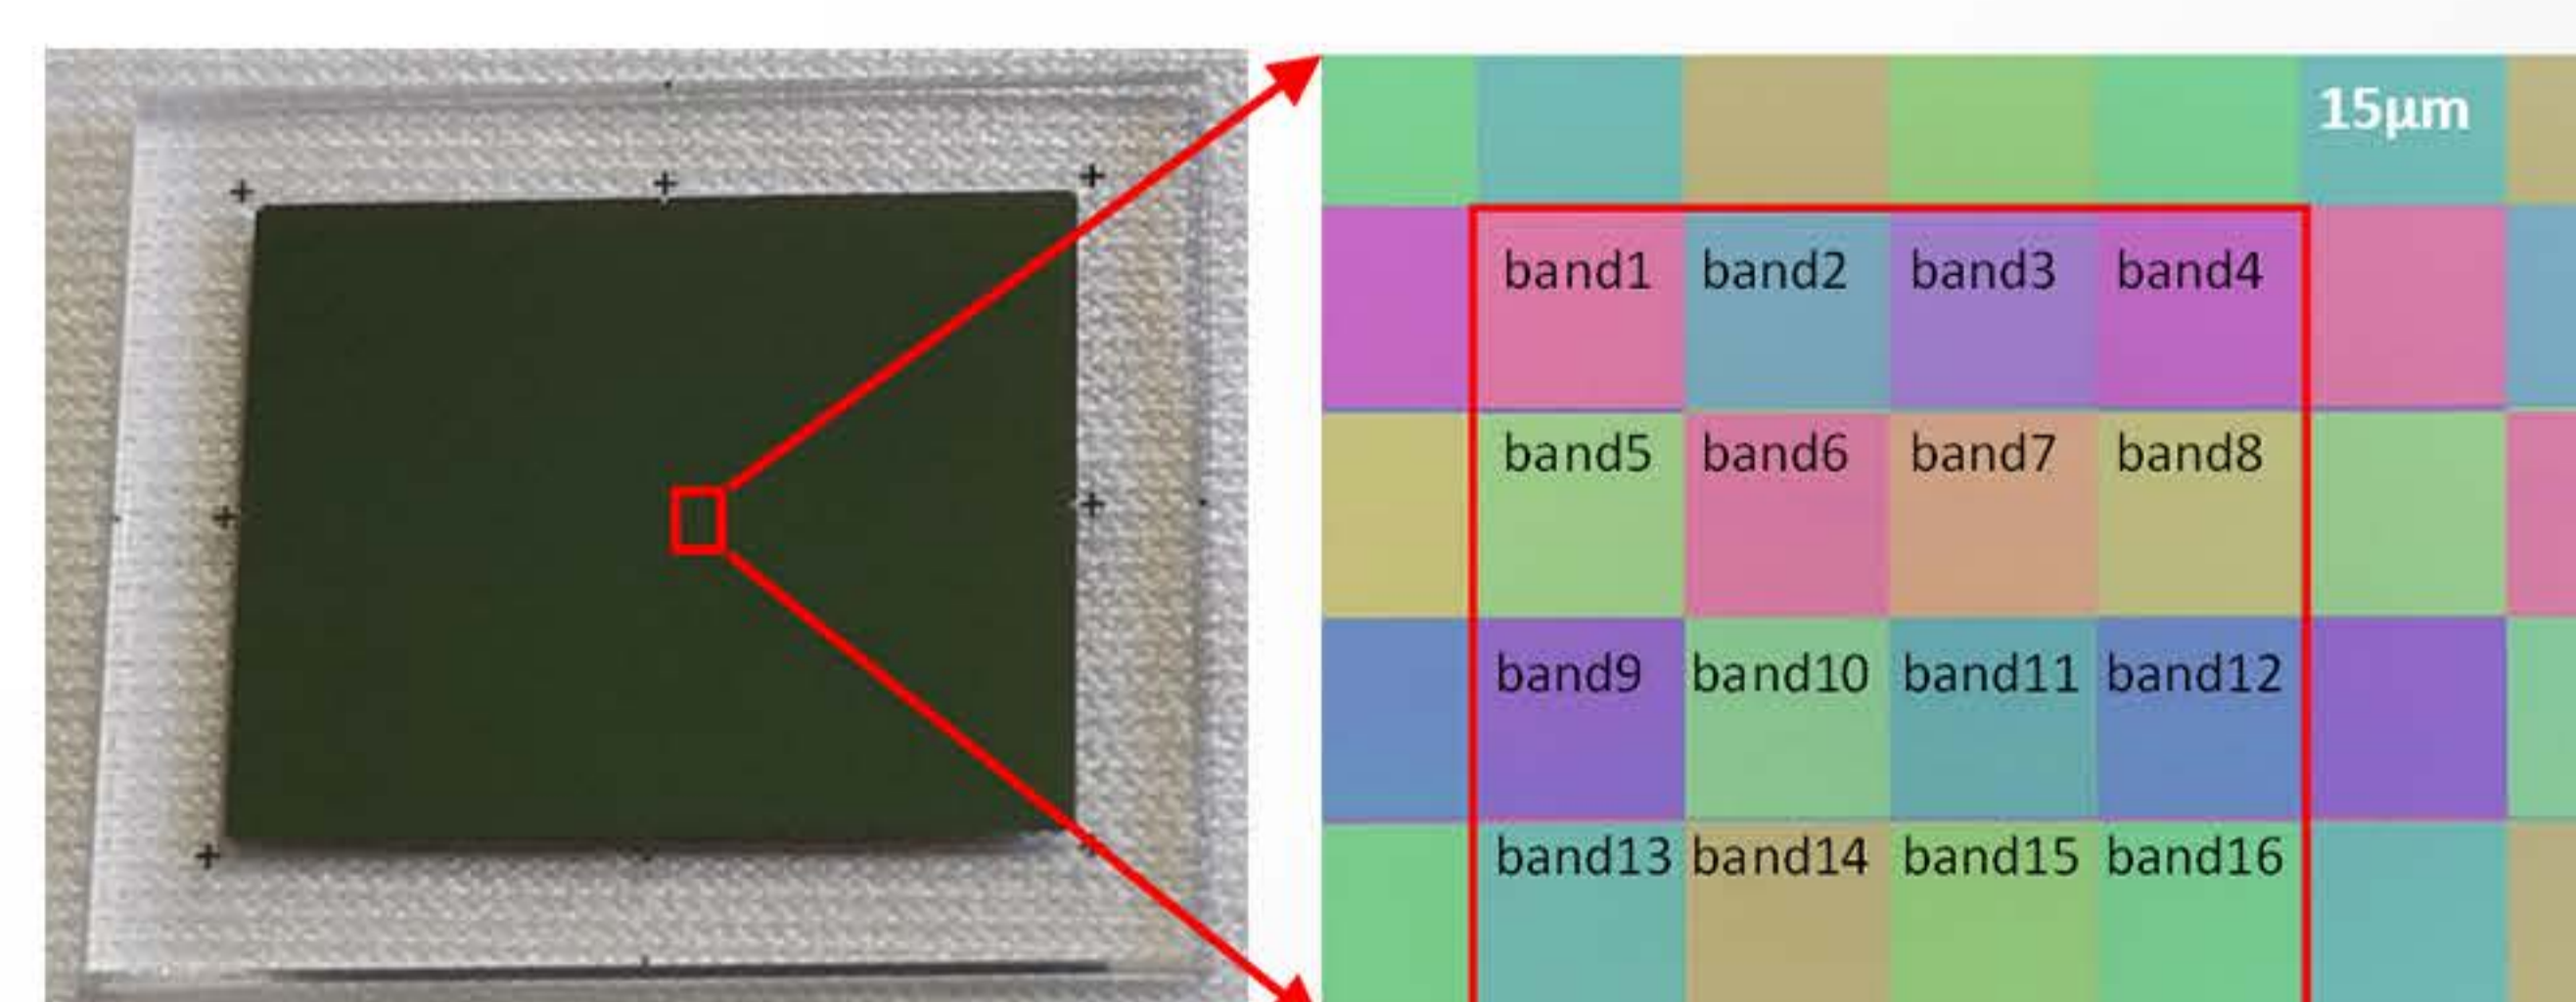 15µm
band1 band2 band3 band4
band5 band6 band7 band8
band9 band10 band11 band12
band13 band14 band15 band16